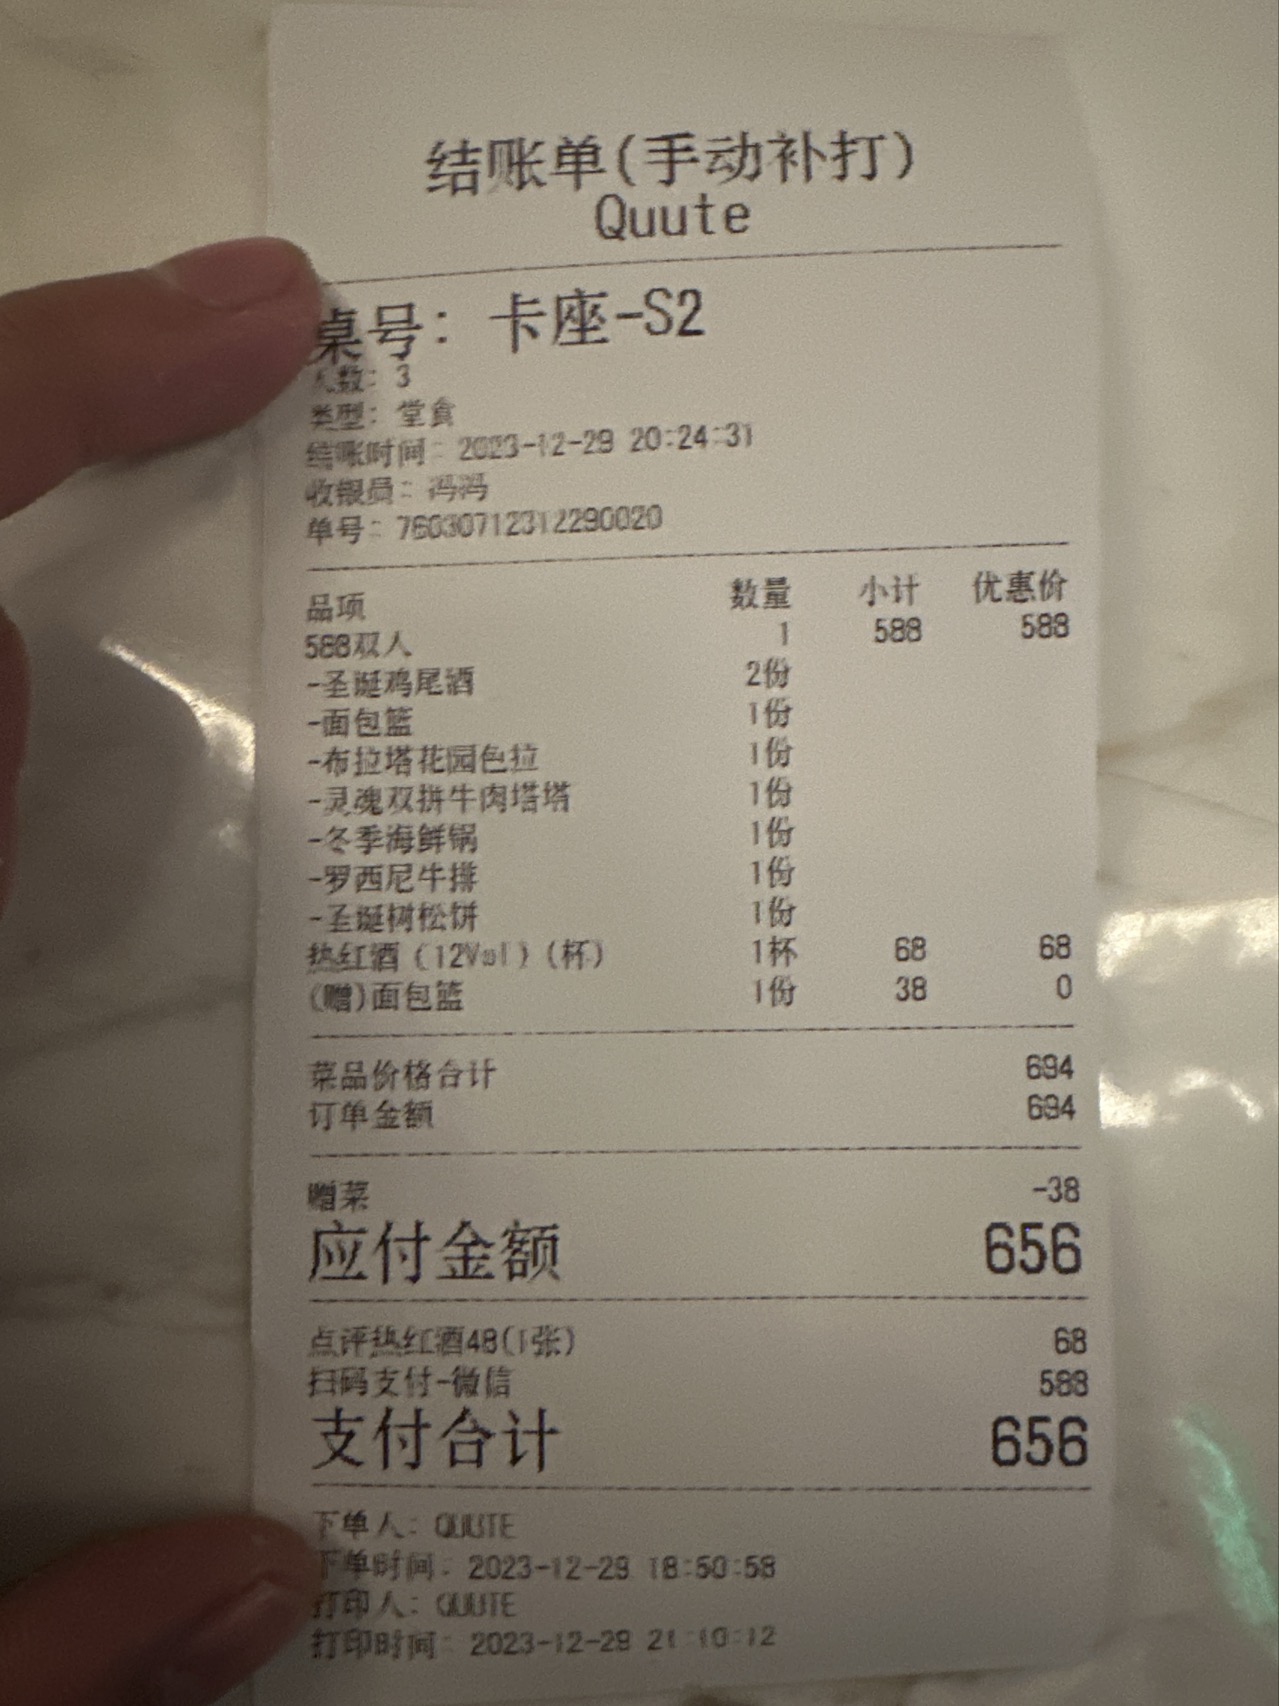 结账单(手动补打)
Quute
桌号: 卡座-S2
人数: 3
类型: 堂食
结账时间: 2023-12-29 20:24:31
收银员: 冯冯
单号: 76030712312290020
品项 数量 小计 优惠价
588双人 1 588 588
-圣诞鸡尾酒 2份
-面包篮 1份
-布拉塔花园色拉 1份
-灵魂双拼牛肉塔塔 1份
-冬季海鲜锅 1份
-罗西尼牛排 1份
-圣诞树松饼 1份
热红酒(12Vol)(杯) 1杯 68 68
(赠)面包篮 1份 38 0
菜品价格合计 694
订单金额 694
赠菜 -38
应付金额 656
点评热红酒48(1张) 68
扫码支付-微信 588
支付合计 656
下单人: QUUTE
下单时间: 2023-12-29 18:50:58
打印人: QUUTE
打印时间: 2023-12-29 21:10:12